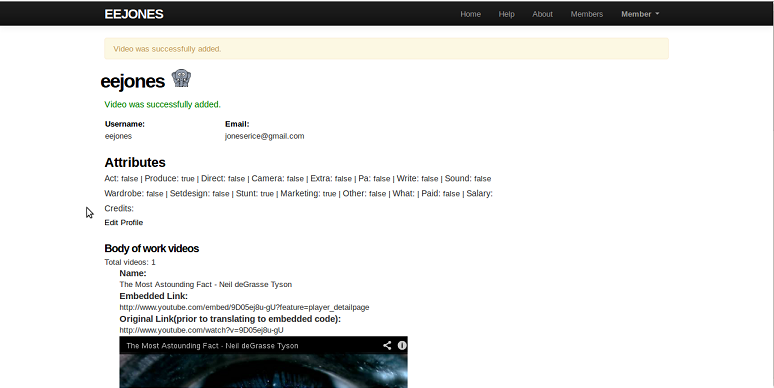 EEJONES Home Help About Members Member
Video was successfully added.
eejones
Video was successfully added.
Username: Email:
eejones joneserice@gmail.com
Attributes
Act: false | Produce: true | Direct: false | Camera: false | Extra: false | Pa: false | Write: false | Sound: false
Wardrobe: false | Setdesign: false | Stunt: true | Marketing: true | Other: false | What: | Paid: false | Salary:
Credits:
Edit Profile
Body of work videos
Total videos: 1
Name:
The Most Astounding Fact - Neil deGrasse Tyson
Embedded Link:
http://www.youtube.com/embed/9D05ej8u-gU?feature=player_detailpage
Original Link(prior to translating to embedded code):
http://www.youtube.com/watch?v=9D05ej8u-gU
The Most Astounding Fact - Neil deGrasse Tyson